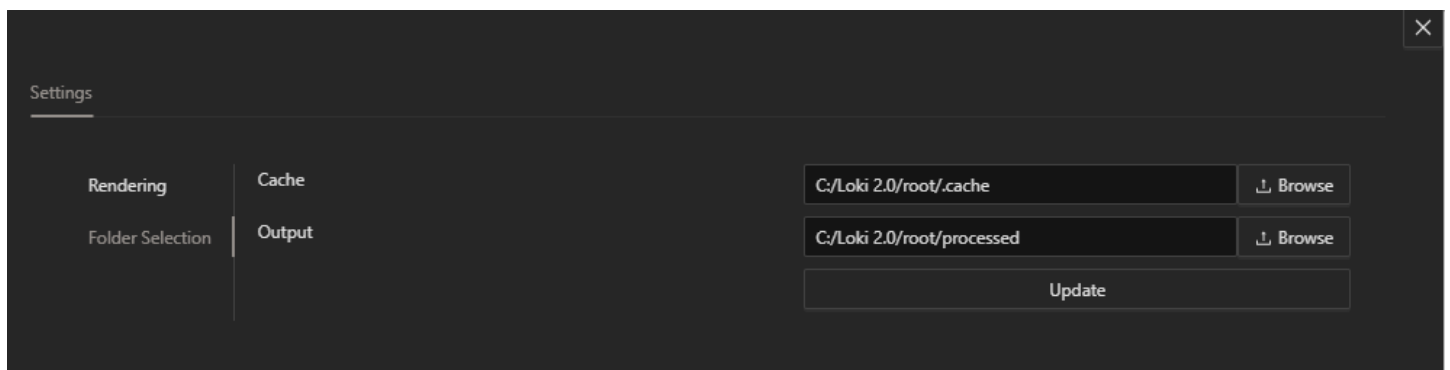 Settings
Rendering
Cache
C:/Loki 2.0/root/.cache
Browse
Folder Selection
Output
C:/Loki 2.0/root/processed
Browse
Update